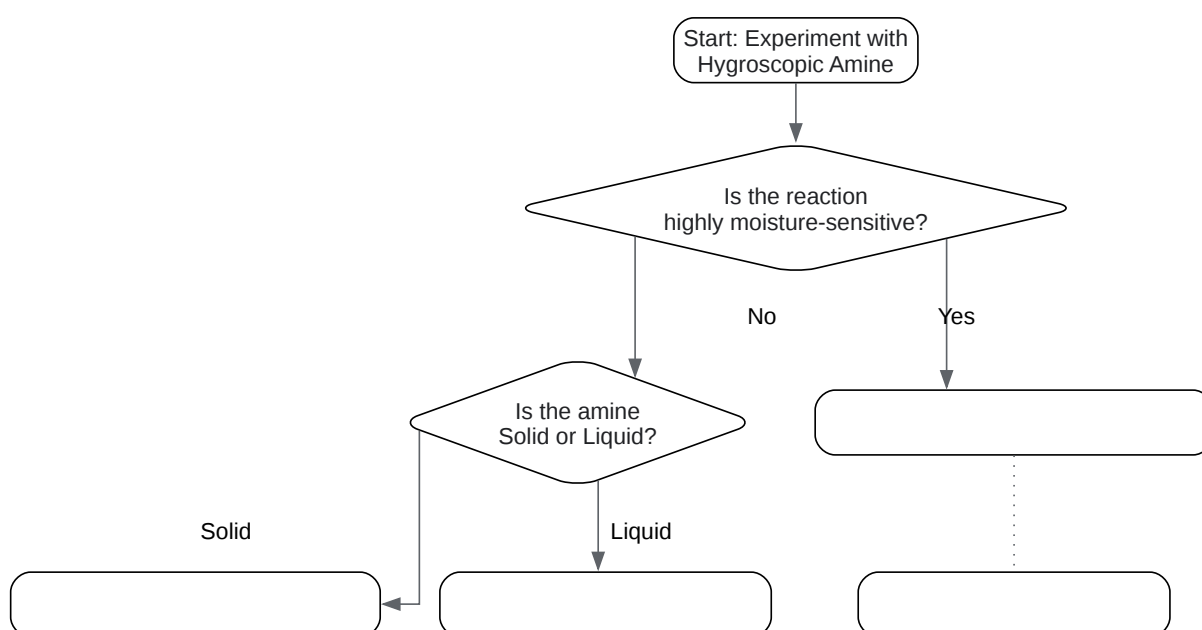 Start: Experiment with
Hygroscopic Amine
Is the reaction
highly moisture-sensitive?
No
Yes
Is the amine
Solid or Liquid?
Solid
Liquid